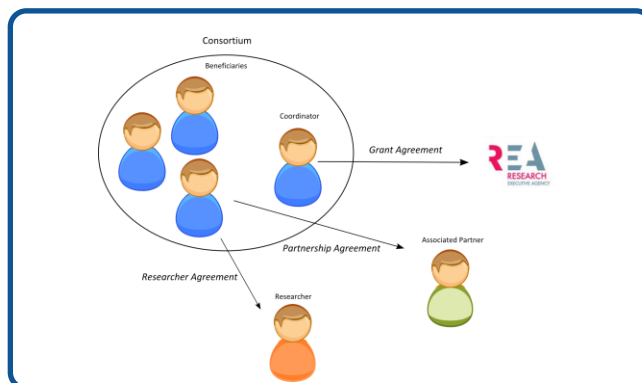 Consortium
Beneficiaries
Coordinator
Grant Agreement
REA
RESEARCH
EXECUTIVE AGENCY
Partnership Agreement
Associated Partner
Researcher Agreement
Researcher